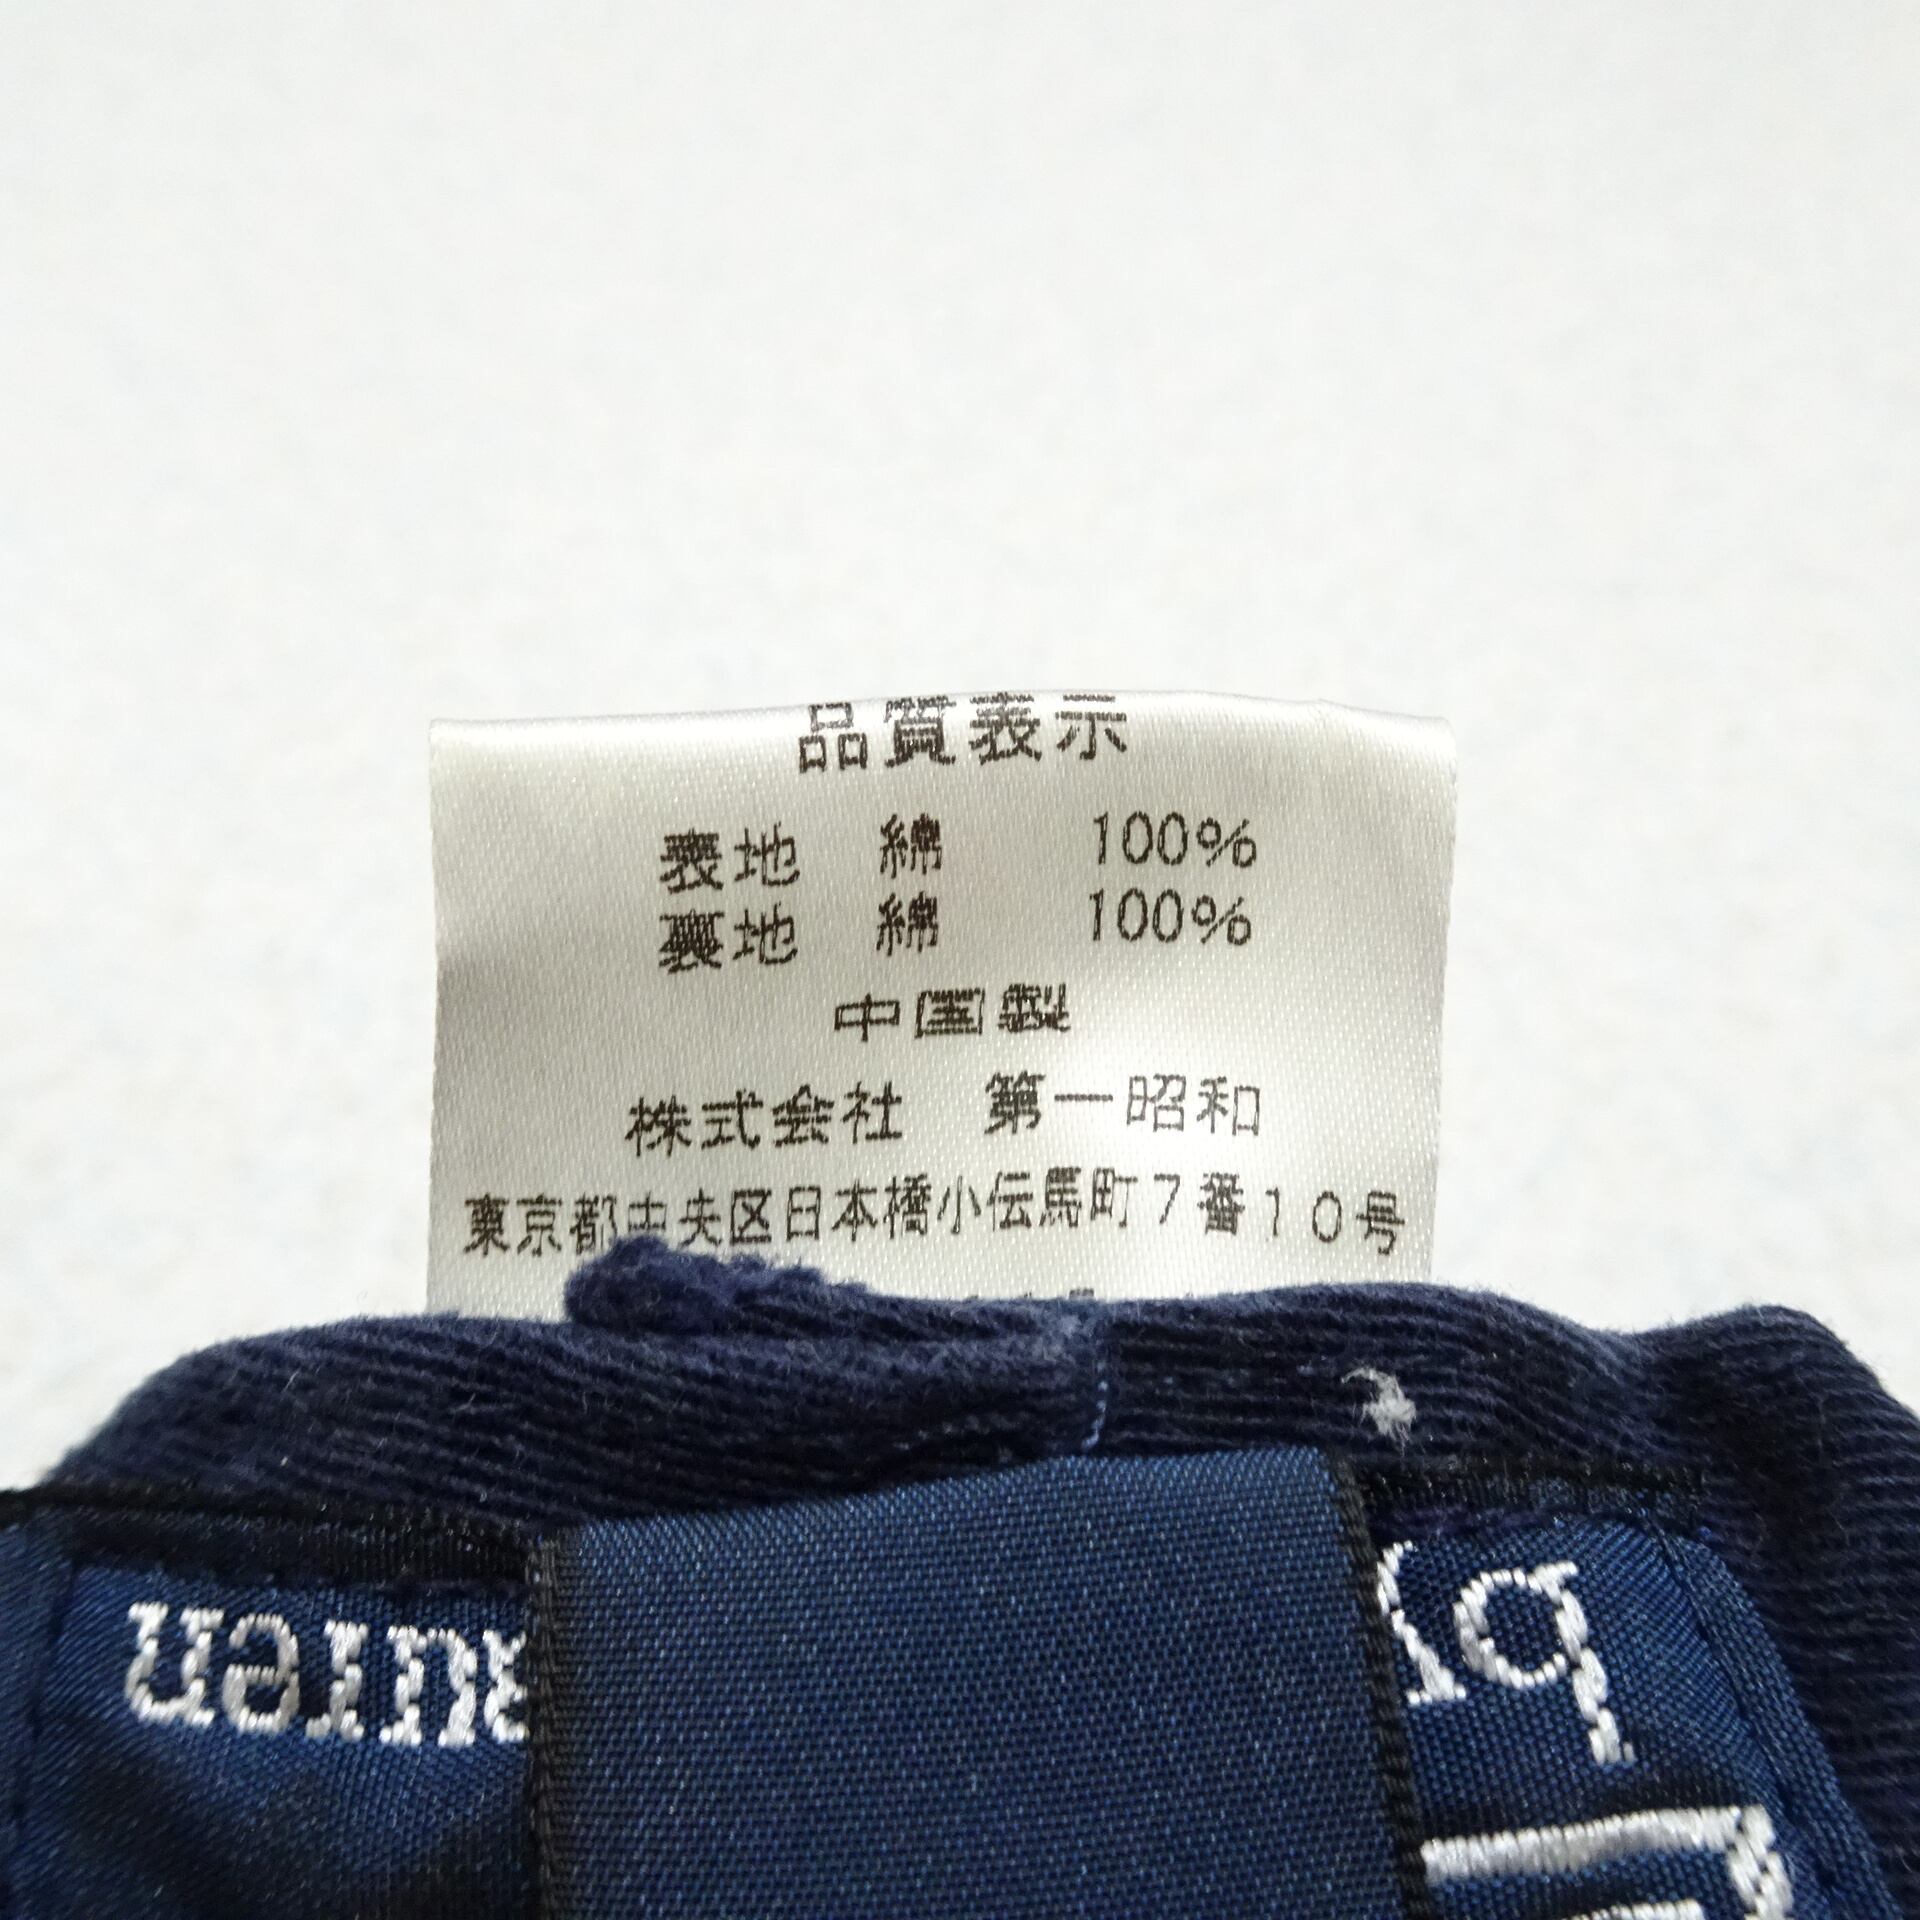 品質表示
表地 綿 100%
裏地 綿 100%
中国製
株式会社 第一昭和
東京都中央区日本橋小伝馬町7番10号
by